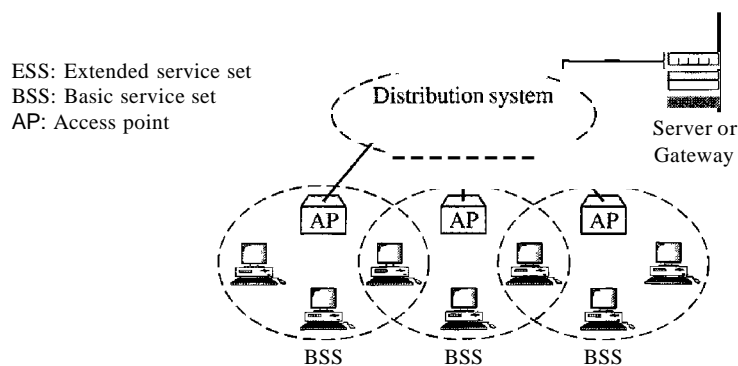 ESS: Extended service set
BSS: Basic service set
AP: Access point
Distribution system
Server or
Gateway
AP
AP
AP
BSS
BSS
BSS